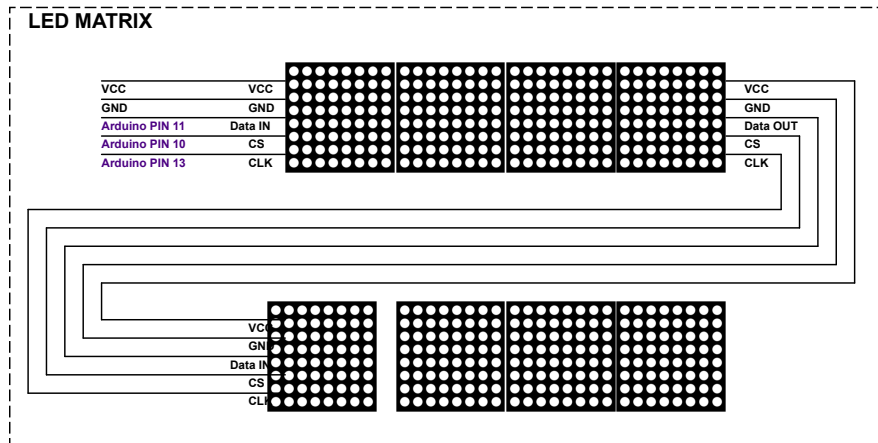 LED MATRIX
VCC VCC VCC
GND GND GND
Arduino PIN 11 Data IN Data OUT
Arduino PIN 10 CS CS
Arduino PIN 13 CLK CLK
VCC
GND
Data IN
CS
CLK